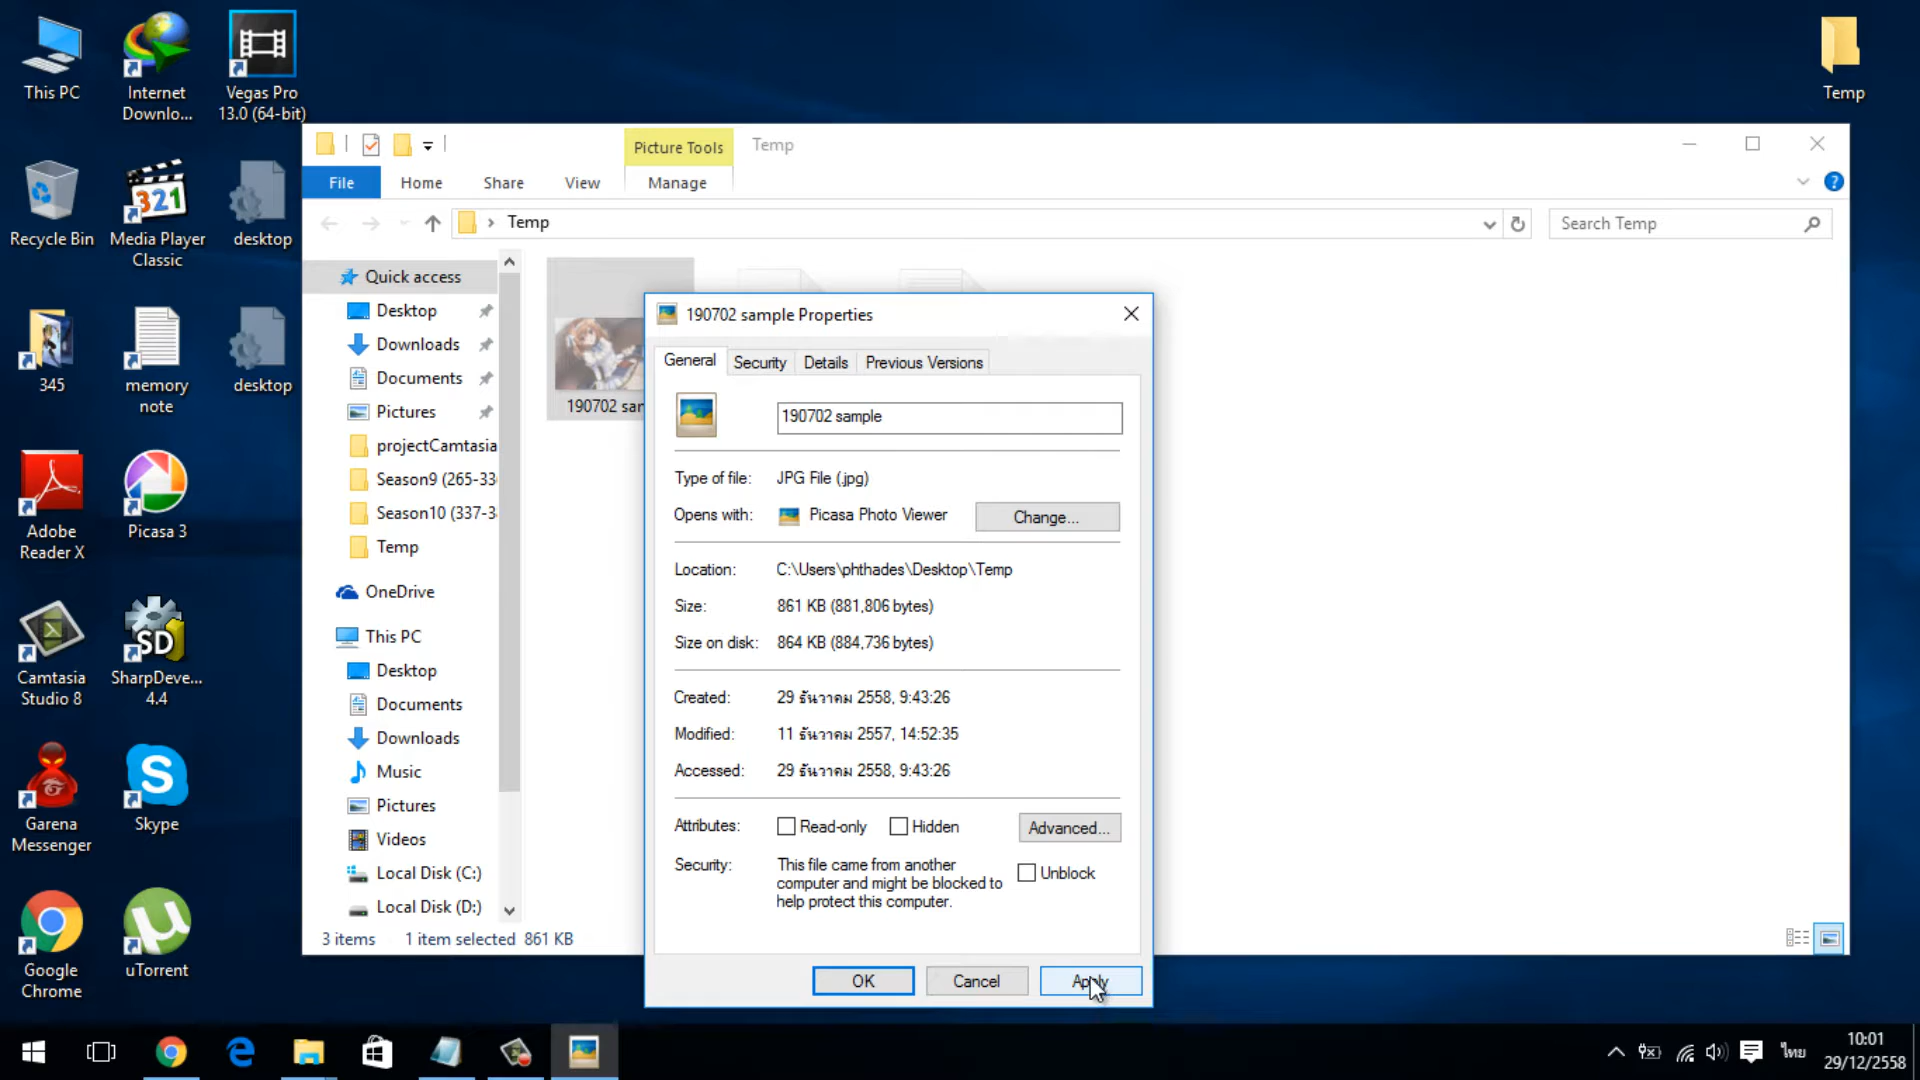 This PC
Internet
Downlo...
Vegas Pro
13.0 (64-bit)
Temp
Recycle Bin
Media Player
Classic
desktop
345
memory
note
desktop
Adobe
Reader X
Picasa 3
Camtasia
Studio 8
SharpDeve...
4.4
Garena
Messenger
Skype
Google
Chrome
uTorrent
Picture Tools
Temp
File
Home
Share
View
Manage
Temp
Search Temp
Quick access
Desktop
Downloads
Documents
Pictures
projectCamtasia
Season9 (265-33
Season10 (337-3
Temp
OneDrive
This PC
Desktop
Documents
Downloads
Music
Pictures
Videos
Local Disk (C:)
Local Disk (D:)
190702 sar
3 items 1 item selected 861 KB
190702 sample Properties
General Security Details Previous Versions
190702 sample
Type of file: JPG File (.jpg)
Opens with: Picasa Photo Viewer Change...
Location: C:\Users\phthades\Desktop\Temp
Size: 861 KB (881,806 bytes)
Size on disk: 864 KB (884,736 bytes)
Created: 29 ธันวาคม 2558, 9:43:26
Modified: 11 ธันวาคม 2557, 14:52:35
Accessed: 29 ธันวาคม 2558, 9:43:26
Attributes: Read-only Hidden Advanced...
Security: This file came from another
computer and might be blocked to
help protect this computer.
Unblock
OK Cancel Apply
ไทย
10:01
29/12/2558